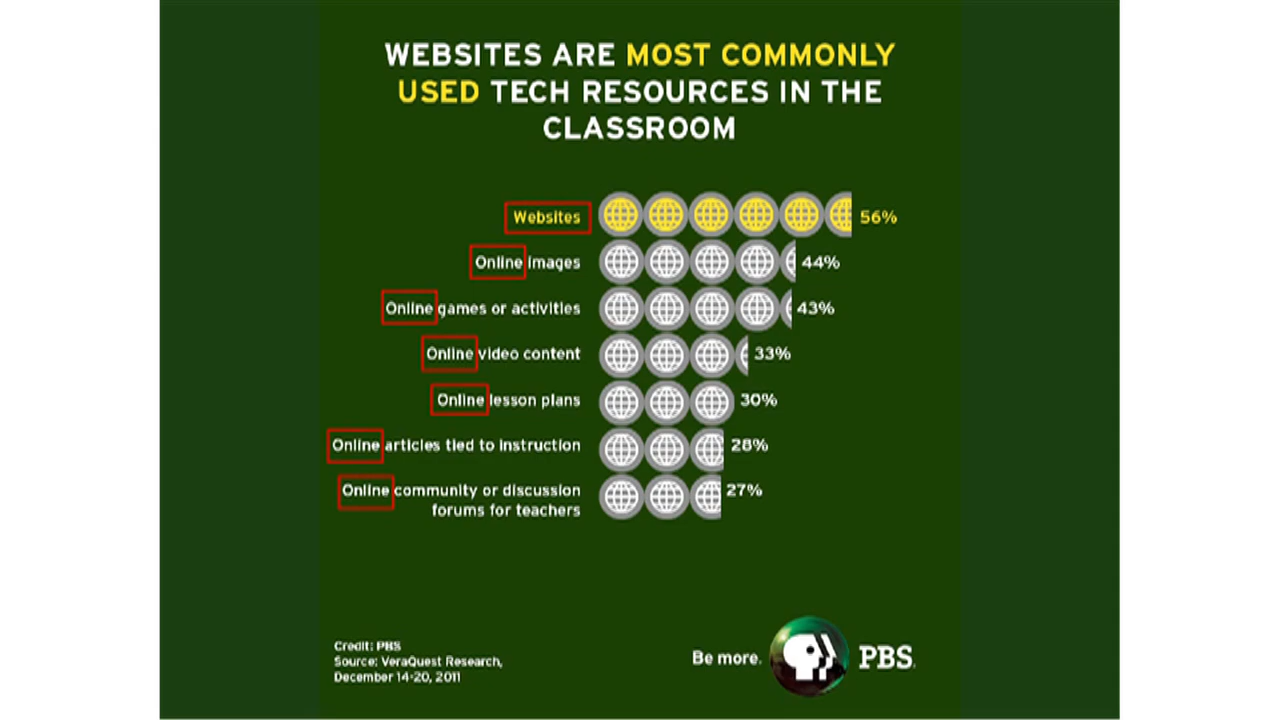 WEBSITES ARE MOST COMMONLY
USED TECH RESOURCES IN THE
CLASSROOM
Websites 56%
Online images 44%
Online games or activities 43%
Online video content 33%
Online lesson plans 30%
Online articles tied to instruction 28%
Online community or discussion 27%
forums for teachers
Credit: PBS
Source: VeraQuest Research,
December 14-20, 2011
Be more. PBS.